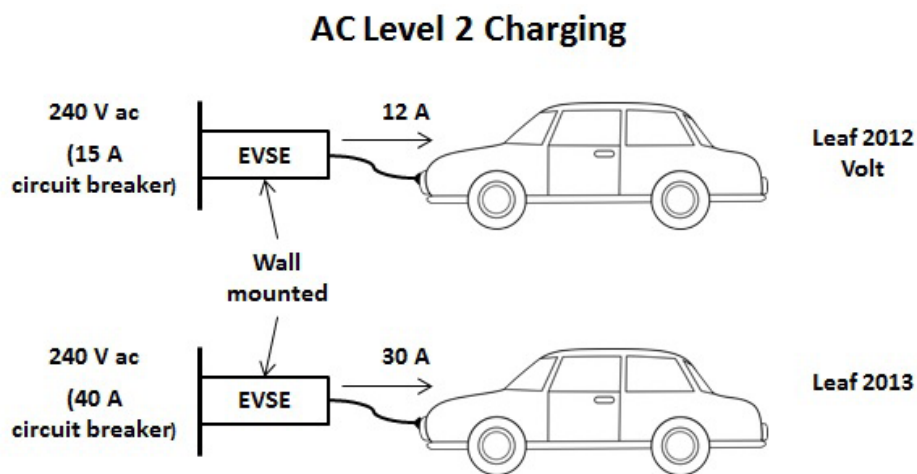 AC Level 2 Charging
240 V ac
(15 A
circuit breaker)
EVSE
12 A
Leaf 2012
Volt
Wall
mounted
240 V ac
(40 A
circuit breaker)
EVSE
30 A
Leaf 2013